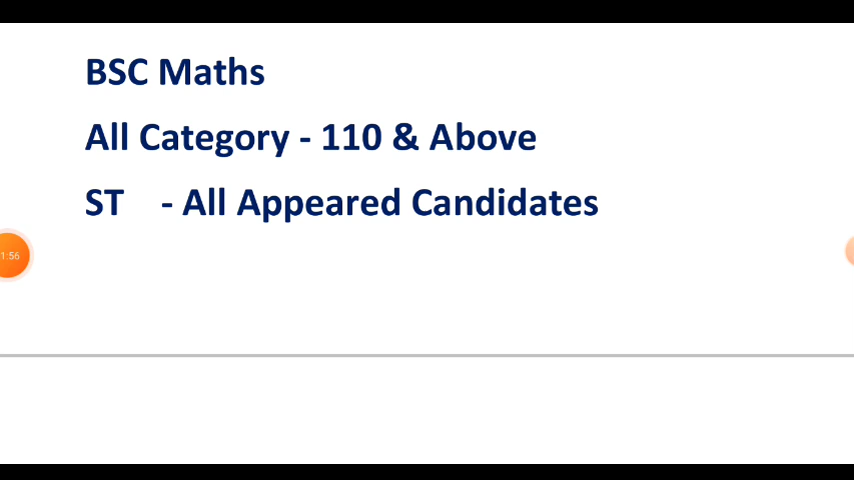 BSC Maths
All Category - 110 & Above
ST - All Appeared Candidates
1:56